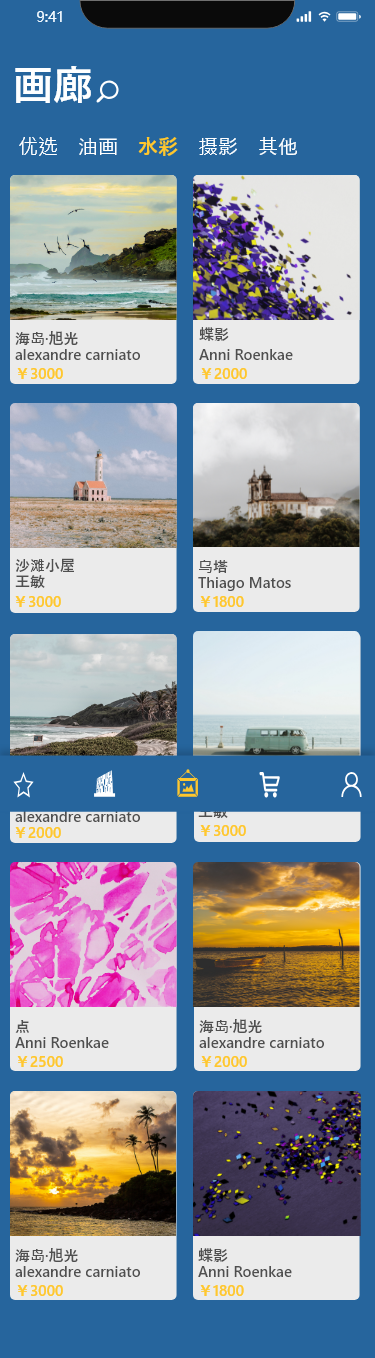 9:41
画廊
优选 油画 水彩 摄影 其他
海岛·旭光
alexandre carniato
￥3000
蝶影
Anni Roenkae
￥2000
沙滩小屋
王敏
￥3000
乌塔
Thiago Matos
￥1800
alexandre carniato
￥2000
王敏
￥3000
点
Anni Roenkae
￥2500
海岛·旭光
alexandre carniato
￥2000
海岛·旭光
alexandre carniato
￥3000
蝶影
Anni Roenkae
￥1800